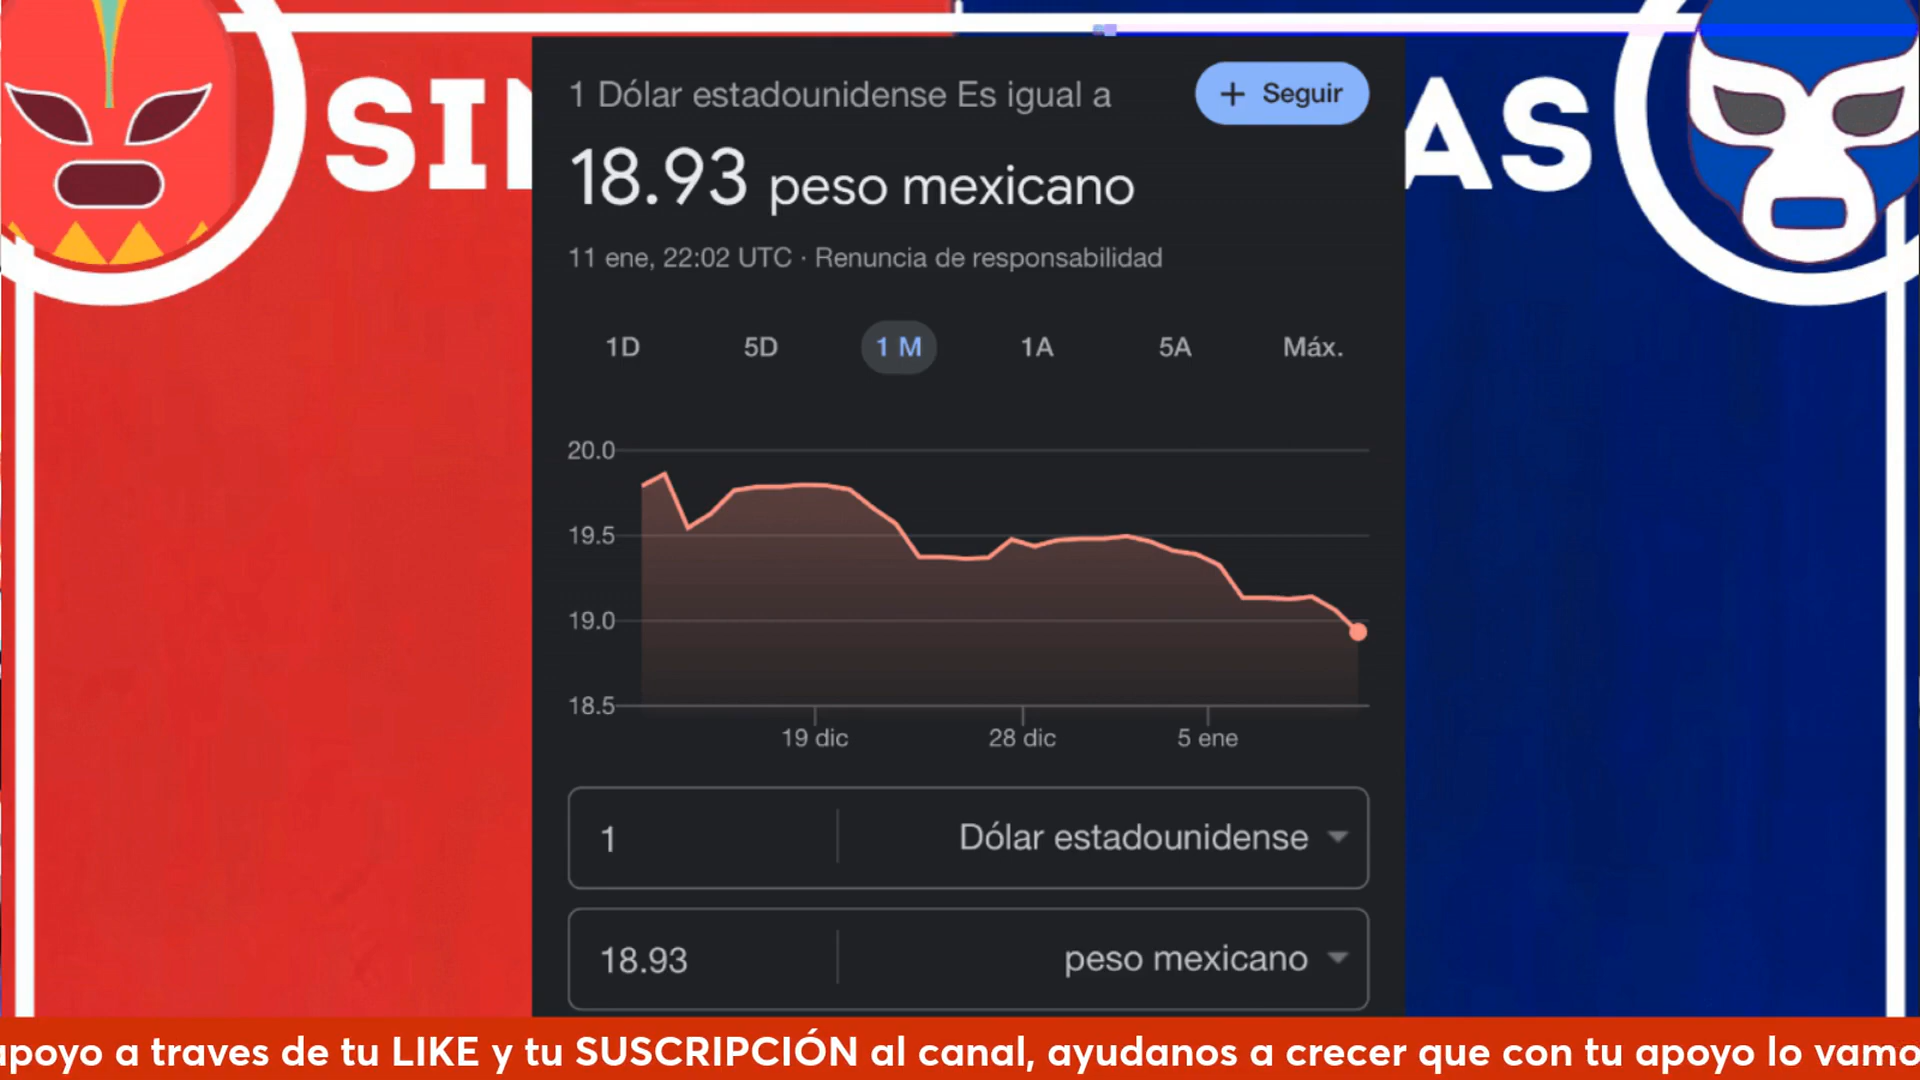 SI
AS
1 Dólar estadounidense Es igual a
+ Seguir
18.93 peso mexicano
11 ene, 22:02 UTC · Renuncia de responsabilidad
1D 5D 1 M 1A 5A Máx.
20.0
19.5
19.0
18.5
19 dic 28 dic 5 ene
1 Dólar estadounidense
18.93 peso mexicano
apoyo a traves de tu LIKE y tu SUSCRIPCIÓN al canal, ayudanos a crecer que con tu apoyo lo vamo